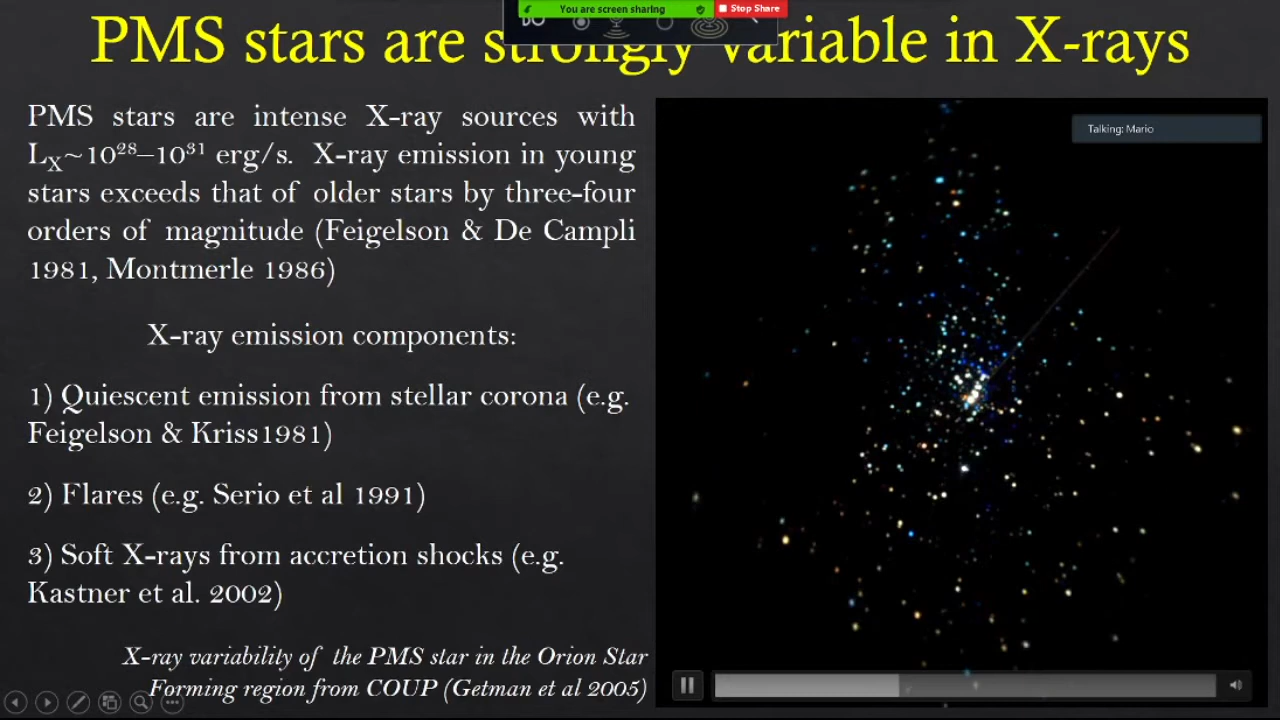 You are screen sharing
Stop Share
PMS stars are strongly variable in X-rays
Talking: Mario
PMS stars are intense X-ray sources with
LX~10²⁸–10³¹ erg/s. X-ray emission in young
stars exceeds that of older stars by three-four
orders of magnitude (Feigelson & De Campli
1981, Montmerle 1986)
X-ray emission components:
1) Quiescent emission from stellar corona (e.g.
Feigelson & Kriss1981)
2) Flares (e.g. Serio et al 1991)
3) Soft X-rays from accretion shocks (e.g.
Kastner et al. 2002)
X-ray variability of the PMS star in the Orion Star
Forming region from COUP (Getman et al 2005)